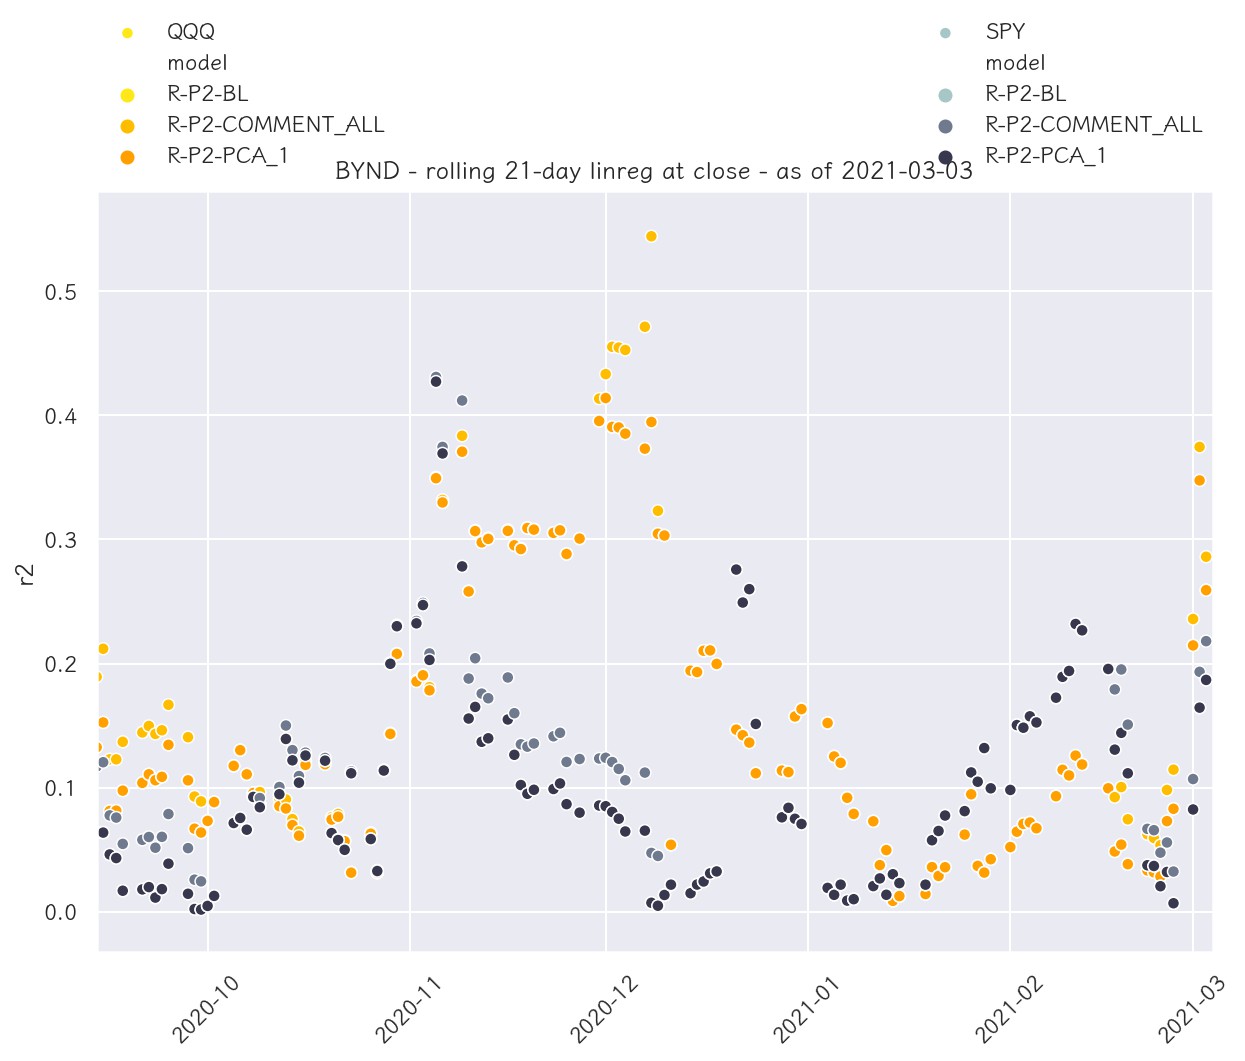 QQQ
model
R-P2-BL
R-P2-COMMENT_ALL
R-P2-PCA_1
SPY
model
R-P2-BL
R-P2-COMMENT_ALL
R-P2-PCA_1
BYND - rolling 21-day linreg at close - as of 2021-03-03
r2
0.5
0.4
0.3
0.2
0.1
0.0
2020-10
2020-11
2020-12
2021-01
2021-02
2021-03